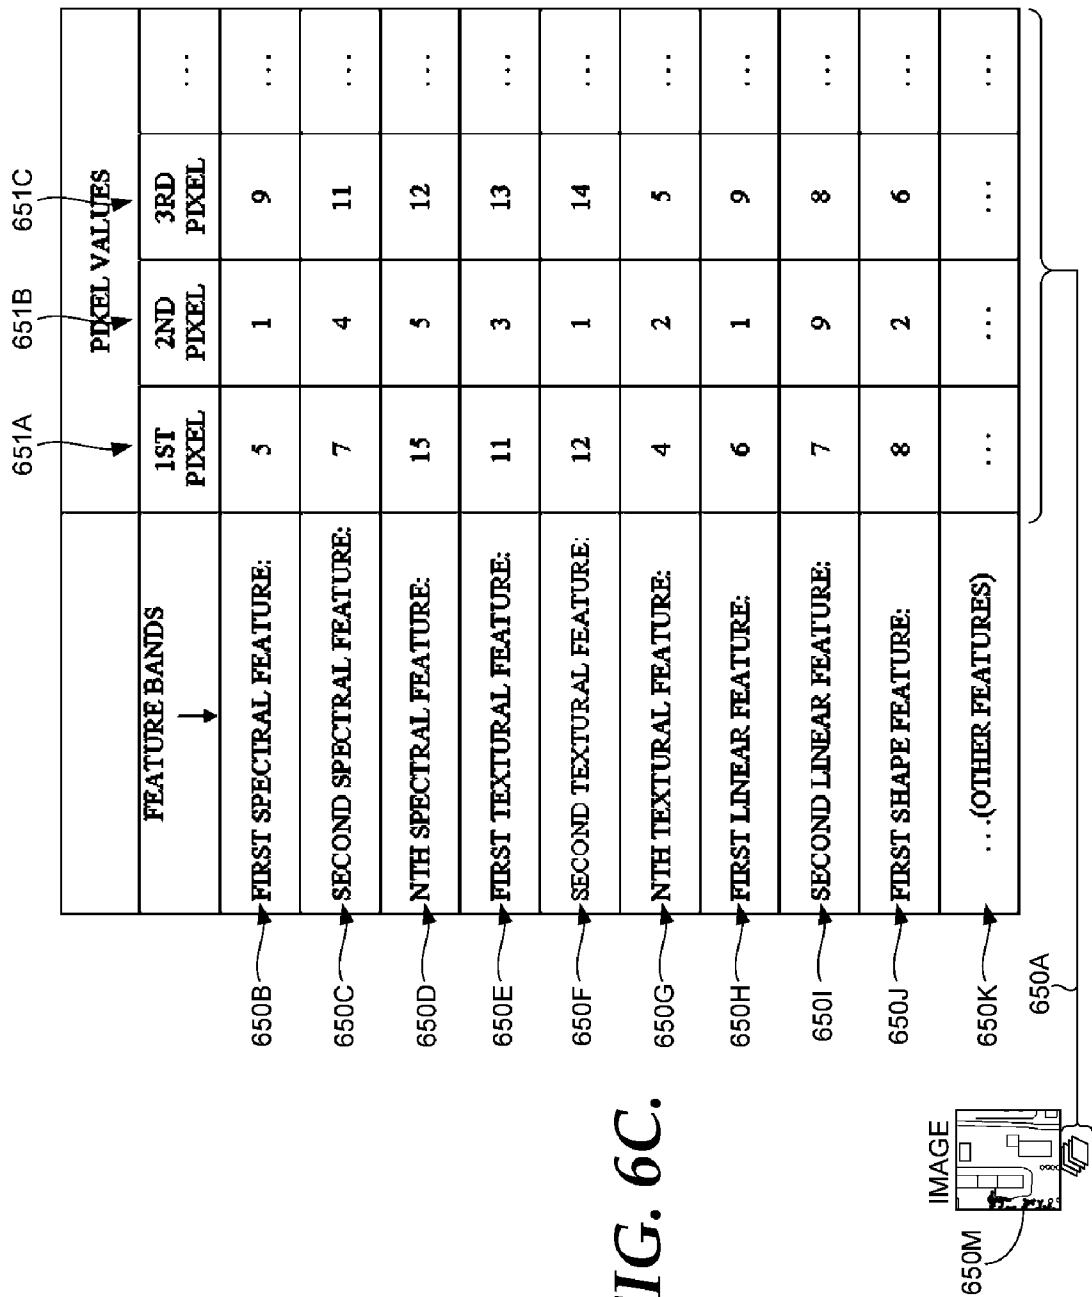 651A 651B 651C
PIXEL VALUES
FEATURE BANDS 1ST PIXEL 2ND PIXEL 3RD PIXEL ...
650B FIRST SPECTRAL FEATURE: 5 1 9 ...
650C SECOND SPECTRAL FEATURE: 7 4 11 ...
650D NTH SPECTRAL FEATURE: 15 5 12 ...
650E FIRST TEXTURAL FEATURE: 11 3 13 ...
650F SECOND TEXTURAL FEATURE: 12 1 14 ...
650G NTH TEXTURAL FEATURE: 4 2 5 ...
650H FIRST LINEAR FEATURE: 6 1 9 ...
650I SECOND LINEAR FEATURE: 7 9 8 ...
650J FIRST SHAPE FEATURE: 8 2 6 ...
650K ...(OTHER FEATURES) ... ... ... ...
650A
IMAGE
650M
IG. 6C.